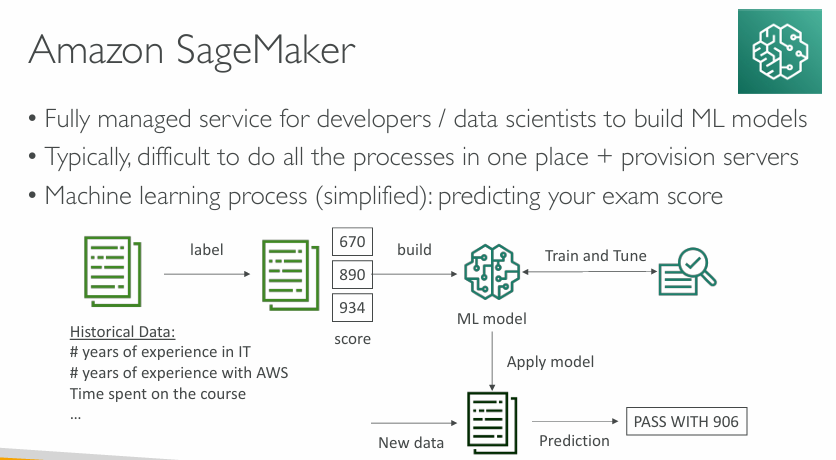 Amazon SageMaker
• Fully managed service for developers / data scientists to build ML models
• Typically, difficult to do all the processes in one place + provision servers
• Machine learning process (simplified): predicting your exam score
label
670
890
934
score
build
ML model
Train and Tune
Historical Data:
# years of experience in IT
# years of experience with AWS
Time spent on the course
...
Apply model
New data
Prediction
PASS WITH 906